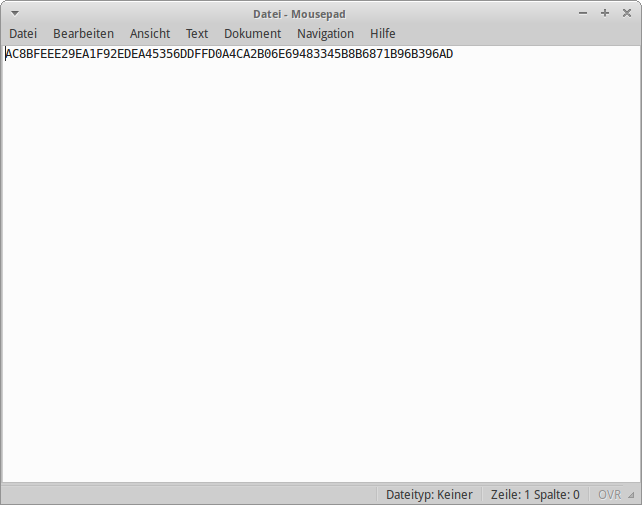 Datei - Mousepad
Datei Bearbeiten Ansicht Text Dokument Navigation Hilfe
AC8BFEEE29EA1F92EDEA45356DDFFD0A4CA2B06E69483345B8B6871B96B396AD
Dateityp: Keiner Zeile: 1 Spalte: 0 OVR